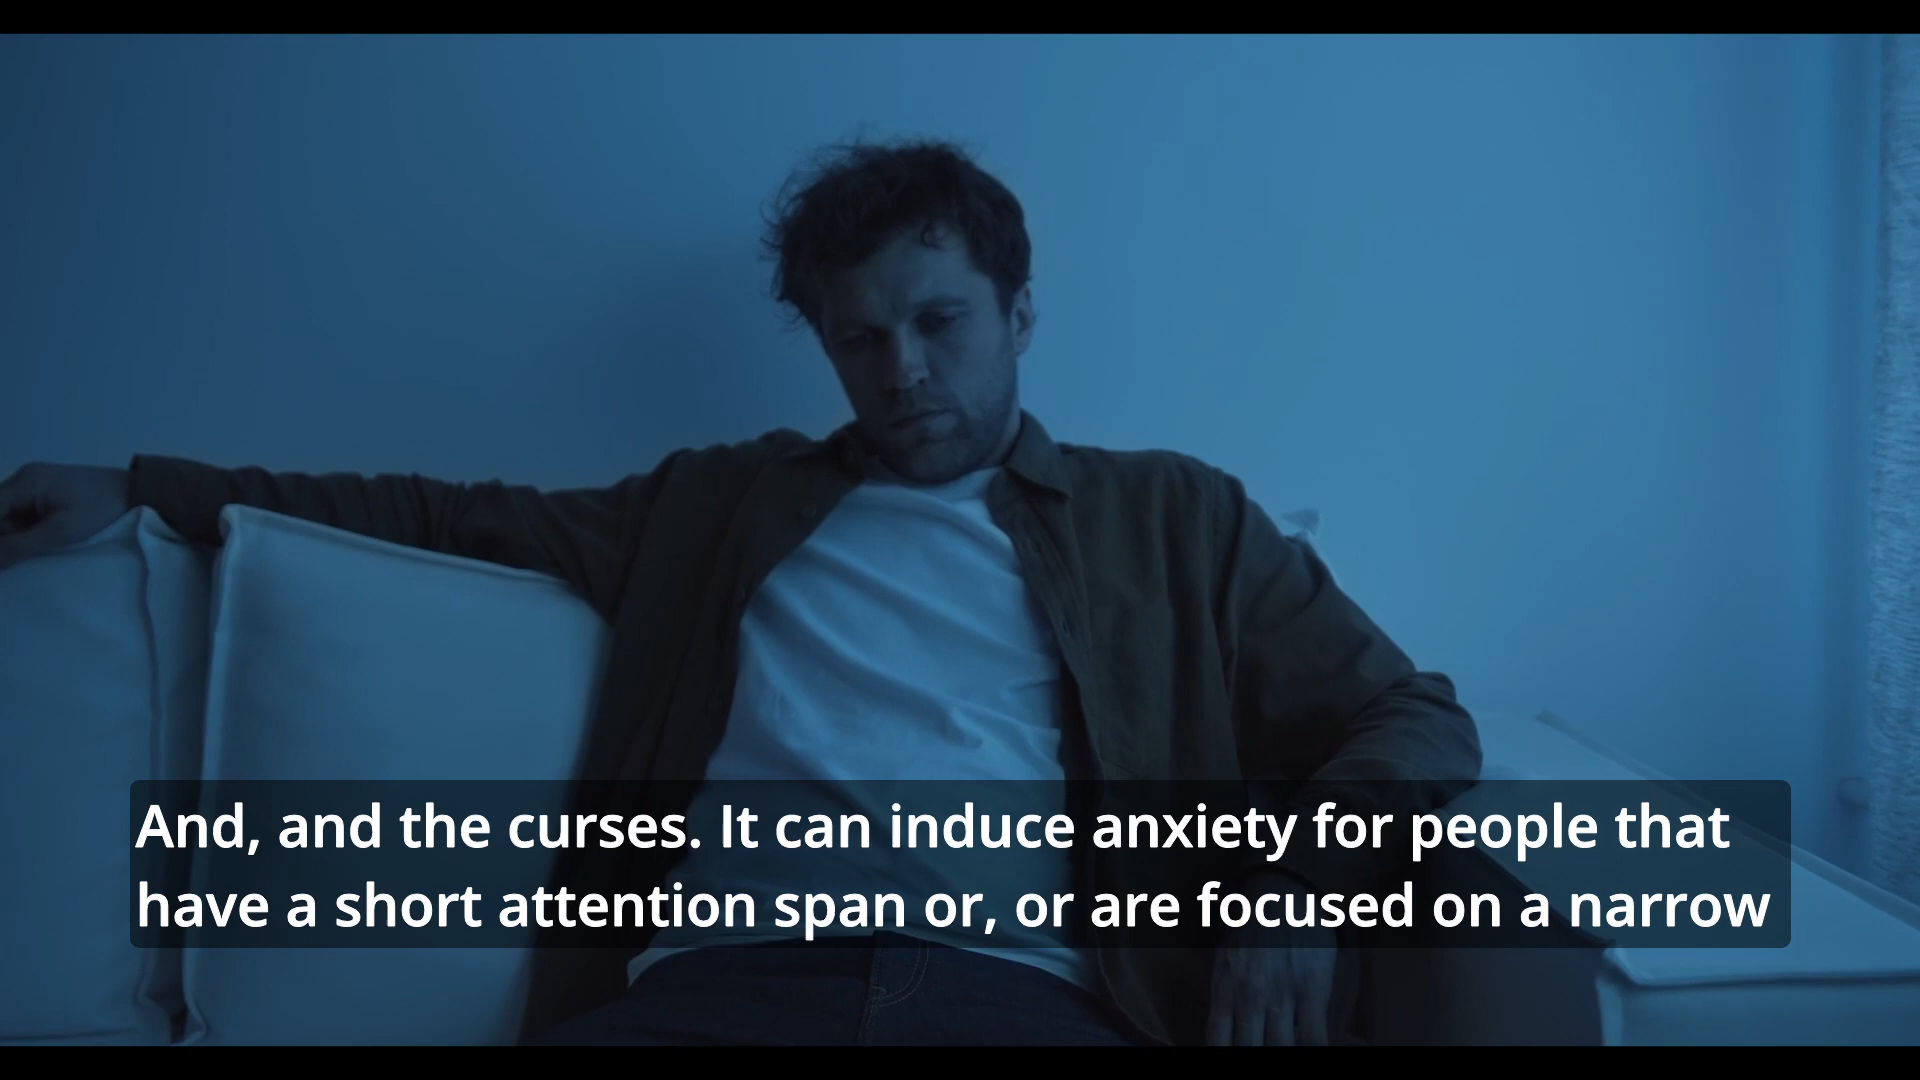 And, and the curses. It can induce anxiety for people that
have a short attention span or, or are focused on a narrow